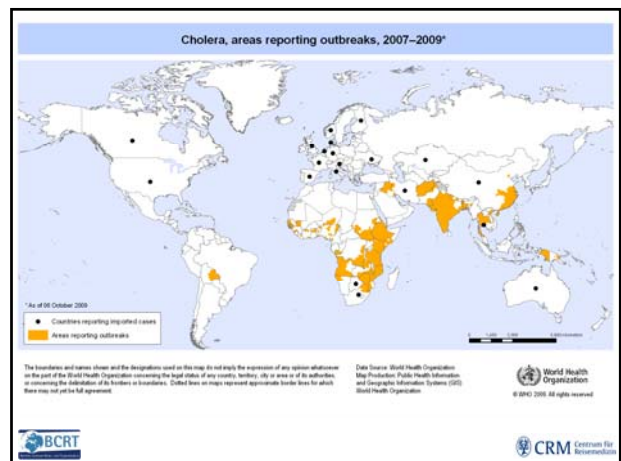 Cholera, areas reporting outbreaks, 2007–2009*
*As of 06 October 2009
Countries reporting imported cases
Areas reporting outbreaks
The boundaries and names shown and the designations used on this map do not imply the expression of any opinion whatsoever
on the part of the World Health Organization concerning the legal status of any country, territory, city or area or of its authorities,
or concerning the delimitation of its frontiers or boundaries. Dotted lines on maps represent approximate border lines for which
there may not yet be full agreement.
Data Source: World Health Organization
Map Production: Public Health Information
and Geographic Information Systems (GIS)
World Health Organization
World Health
Organization
© WHO 2009. All rights reserved
BCRT
CRM Centrum für
Reisemedizin